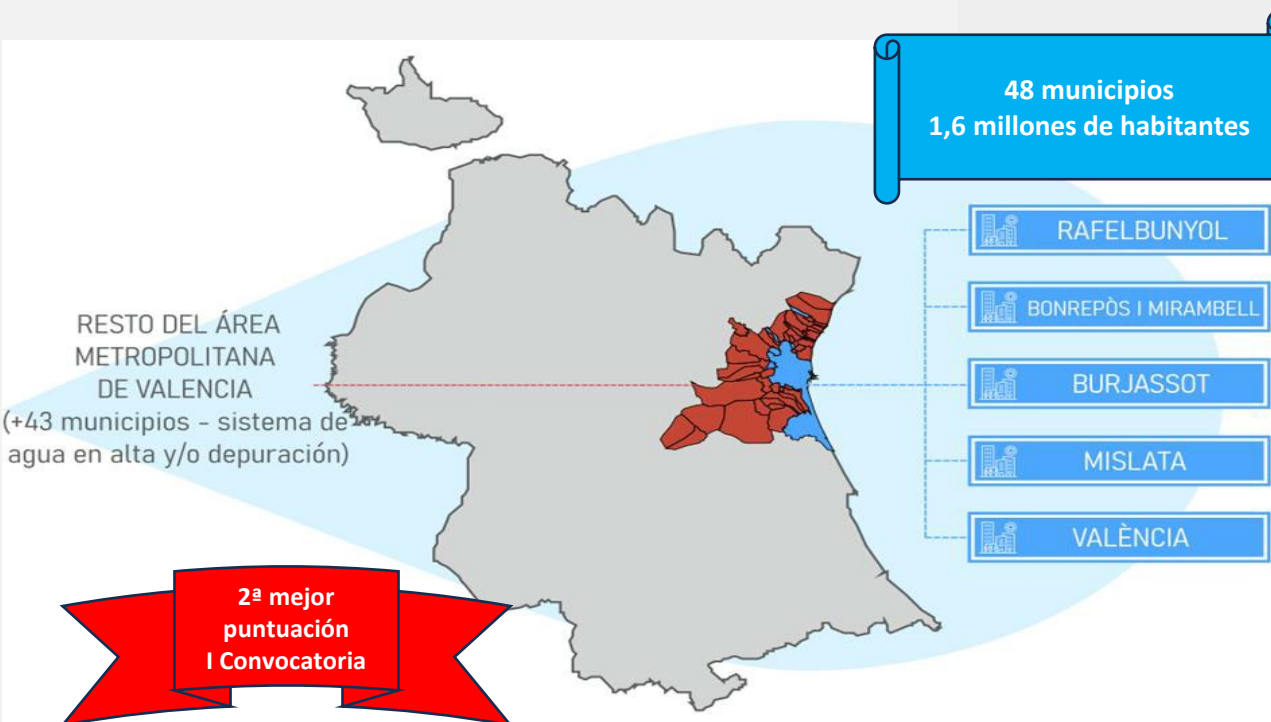 48 municipios
1,6 millones de habitantes
RAFELBUNYOL
BONREPÒS I MIRAMBELL
BURJASSOT
MISLATA
VALÈNCIA
RESTO DEL ÁREA
METROPOLITANA
DE VALENCIA
(+43 municipios - sistema de
agua en alta y/o depuración)
2ª mejor
puntuación
I Convocatoria